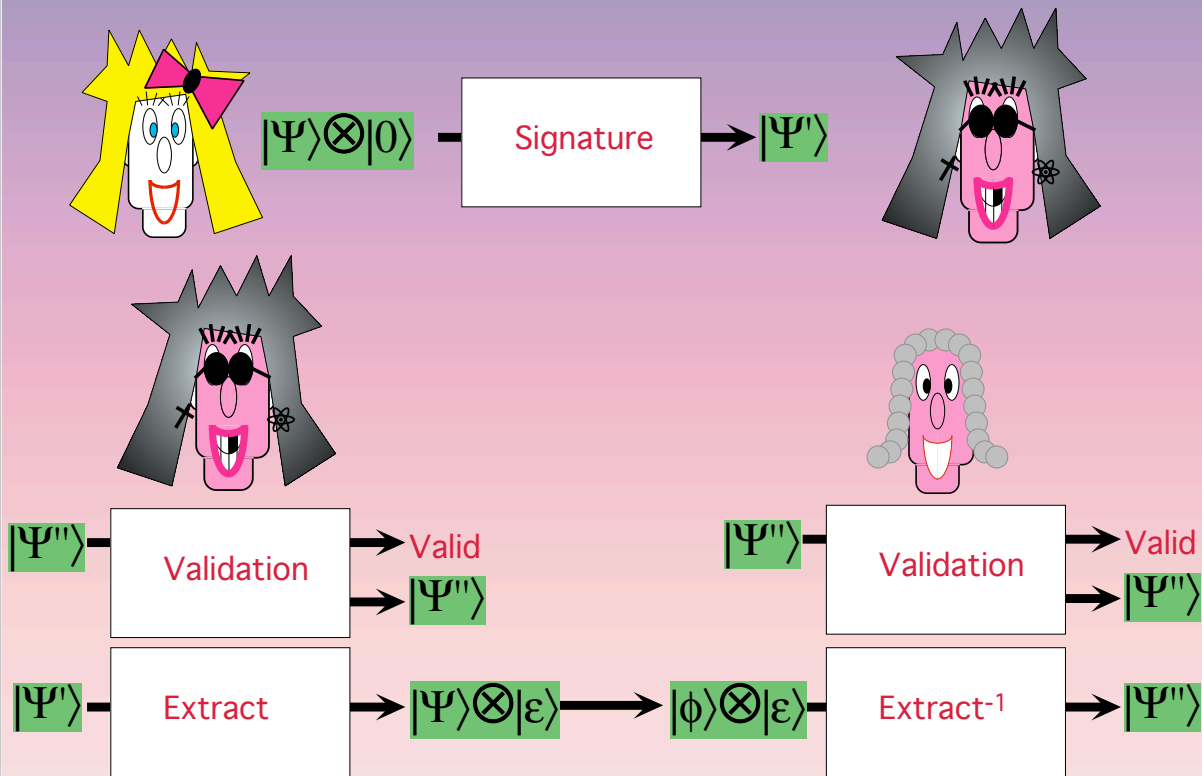 |Ψ⟩⊗|0⟩ Signature |Ψ'⟩
|Ψ''⟩ Validation Valid |Ψ''⟩ Validation Valid
|Ψ''⟩ |Ψ''⟩
|Ψ'⟩ Extract |Ψ⟩⊗|ε⟩ |ϕ⟩⊗|ε⟩ Extract⁻¹ |Ψ''⟩